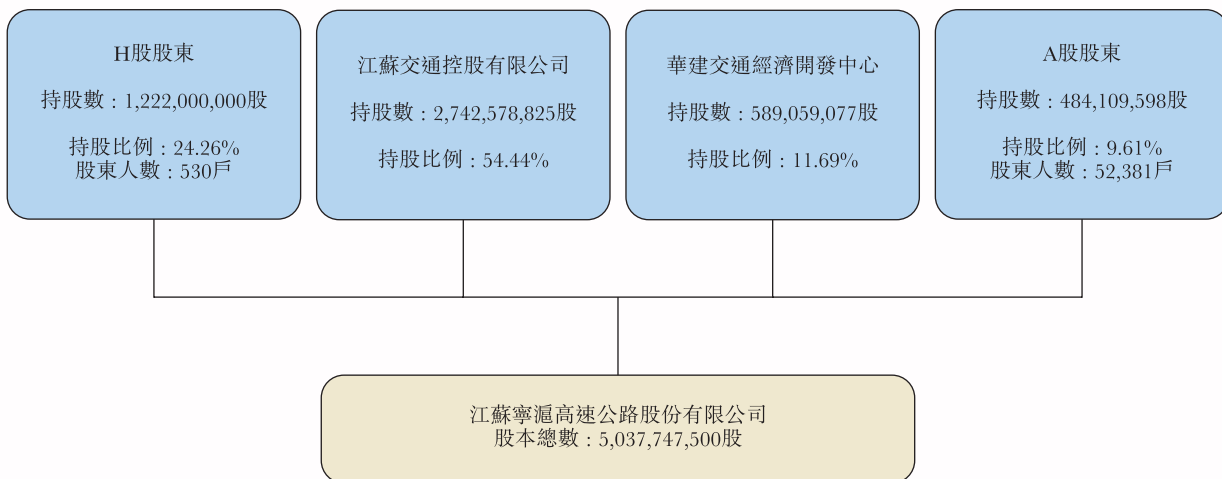 H股股東
持股數：1,222,000,000股
持股比例：24.26%
股東人數：530戶
江蘇交通控股有限公司
持股數：2,742,578,825股
持股比例：54.44%
華建交通經濟開發中心
持股數：589,059,077股
持股比例：11.69%
A股股東
持股數：484,109,598股
持股比例：9.61%
股東人數：52,381戶
江蘇寧滬高速公路股份有限公司
股本總數：5,037,747,500股